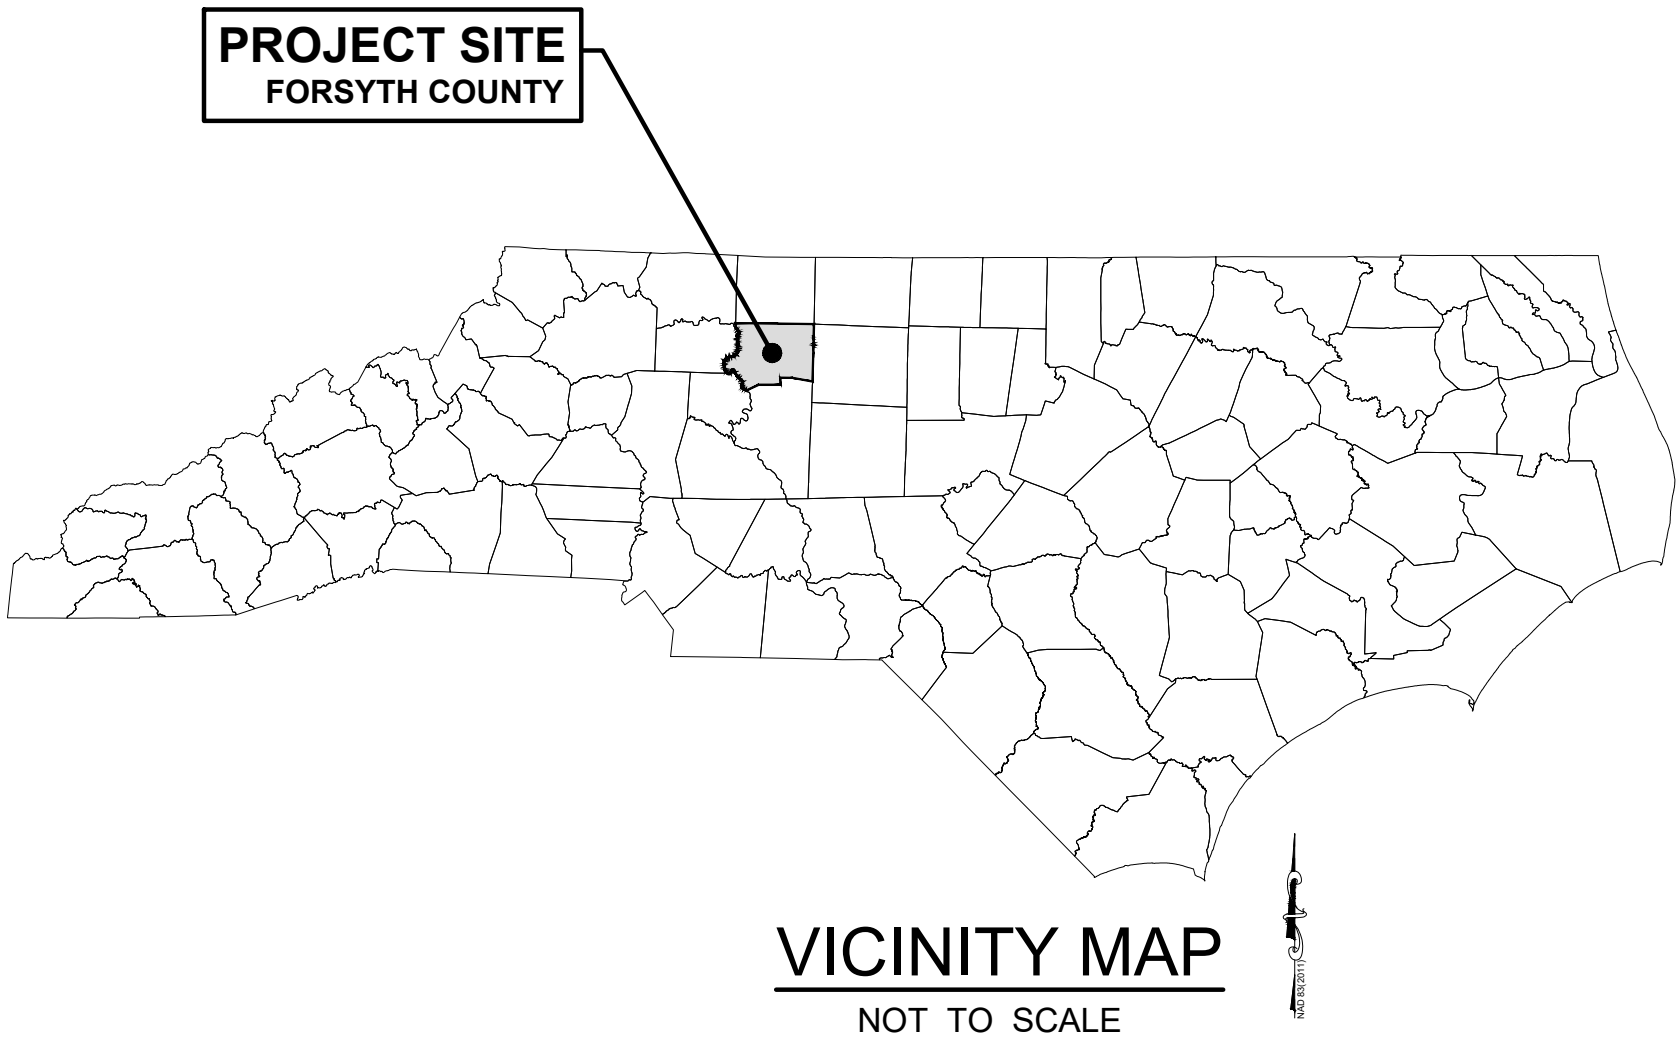 PROJECT SITE
FORSYTH COUNTY
VICINITY MAP
NOT TO SCALE
NAD 83(2011)